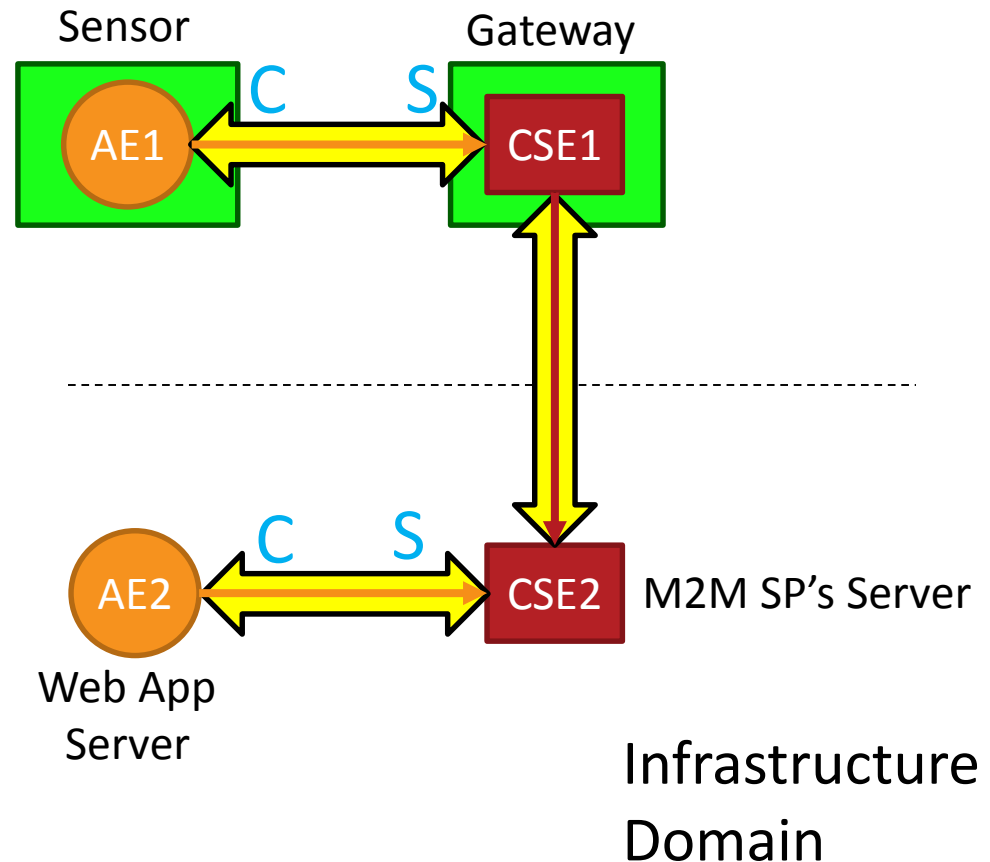 Sensor
Gateway
C S
AE1
CSE1
C S
AE2
CSE2
M2M SP's Server
Web App
Server
Infrastructure
Domain